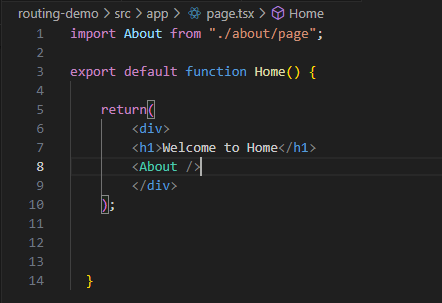 routing-demo > src > app > page.tsx > Home
1 import About from "./about/page";
2
3 export default function Home() {
4
5 return(
6 <div>
7 <h1>Welcome to Home</h1>
8 <About />
9 </div>
10 );
11
12
13
14 }